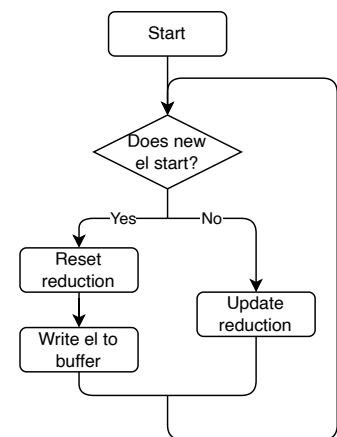 Start
Does new
el start?
Yes
No
Reset
reduction
Update
reduction
Write el to
buffer